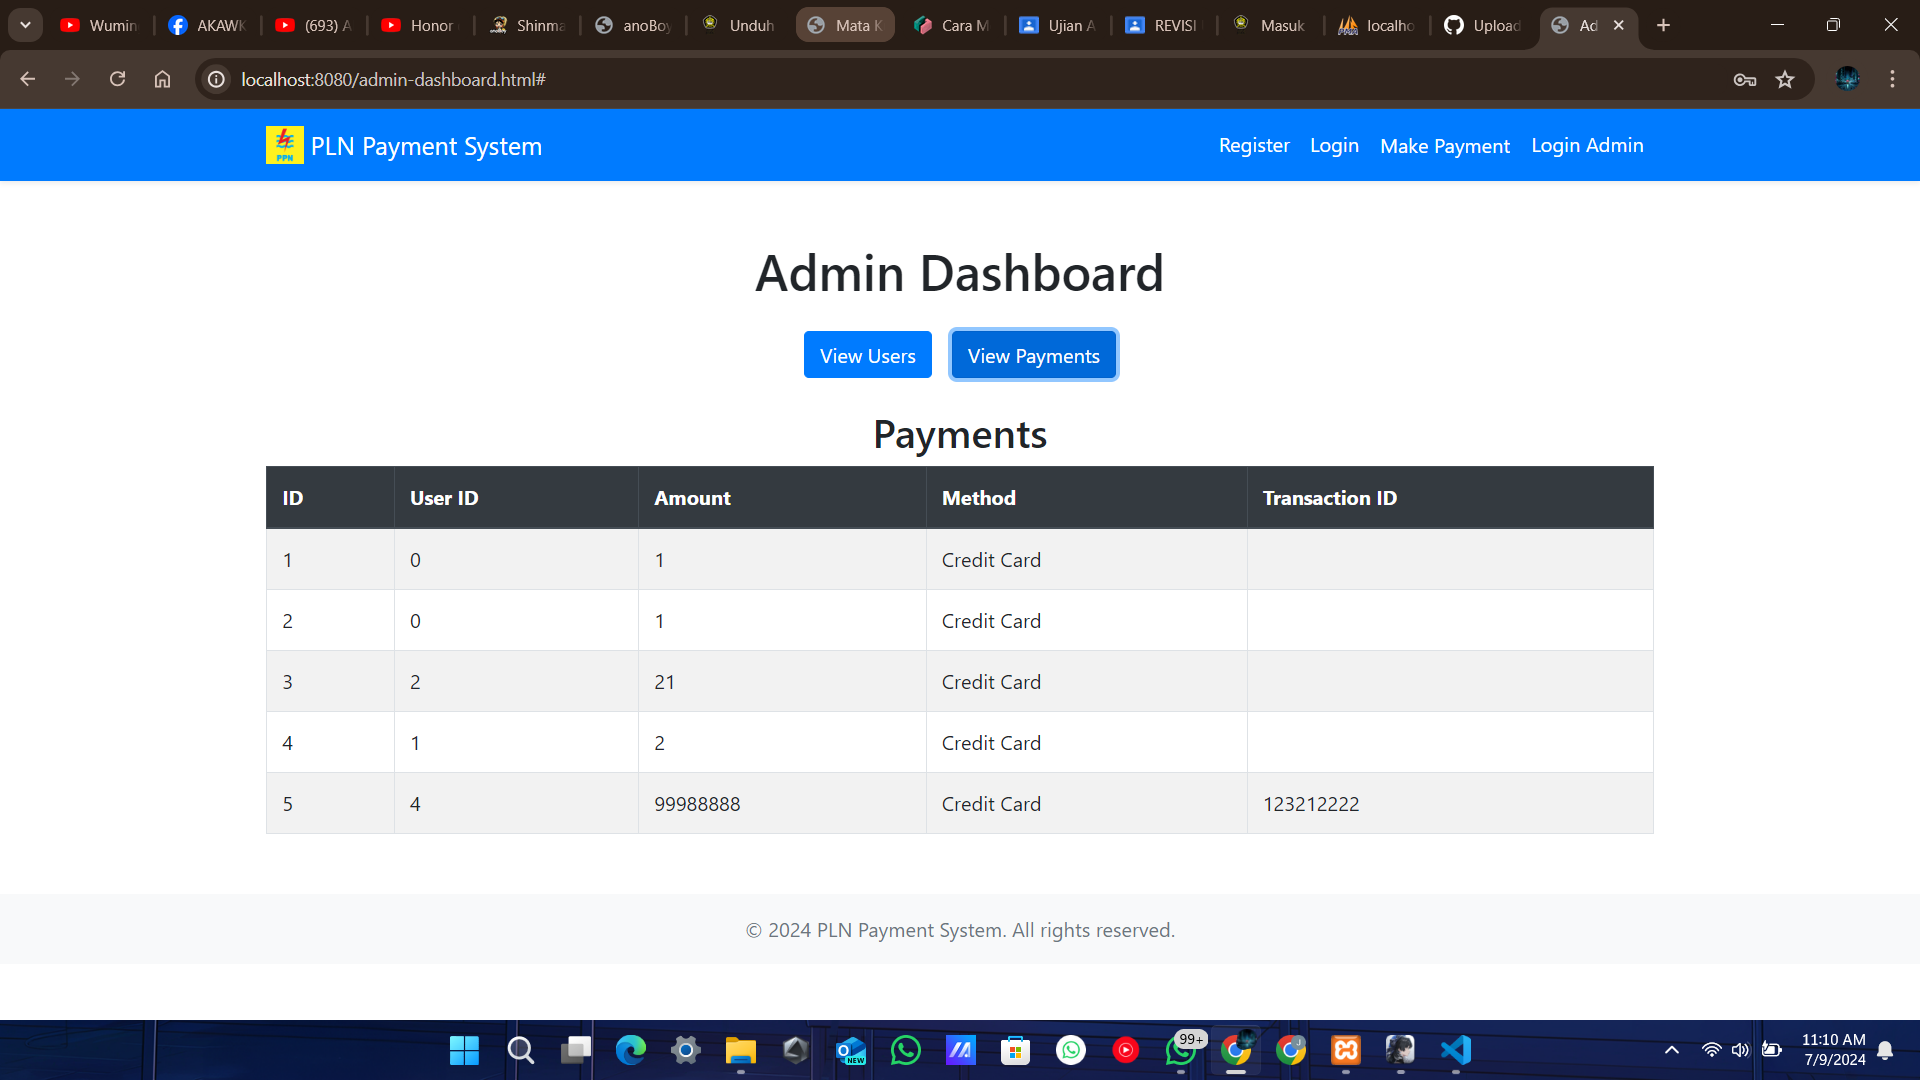 Wumin
AKAWK
(693) A
Honor
Shinma
anoBoy
Unduh
Mata K
Cara M
Ujian A
REVISI
Masuk
localho
Upload
Ad
localhost:8080/admin-dashboard.html#
PPN
PLN Payment System
Register Login Make Payment Login Admin
Admin Dashboard
View Users View Payments
Payments
ID User ID Amount Method Transaction ID
1 0 1 Credit Card
2 0 1 Credit Card
3 2 21 Credit Card
4 1 2 Credit Card
5 4 99988888 Credit Card 123212222
© 2024 PLN Payment System. All rights reserved.
NEW
99+
J
11:10 AM
7/9/2024